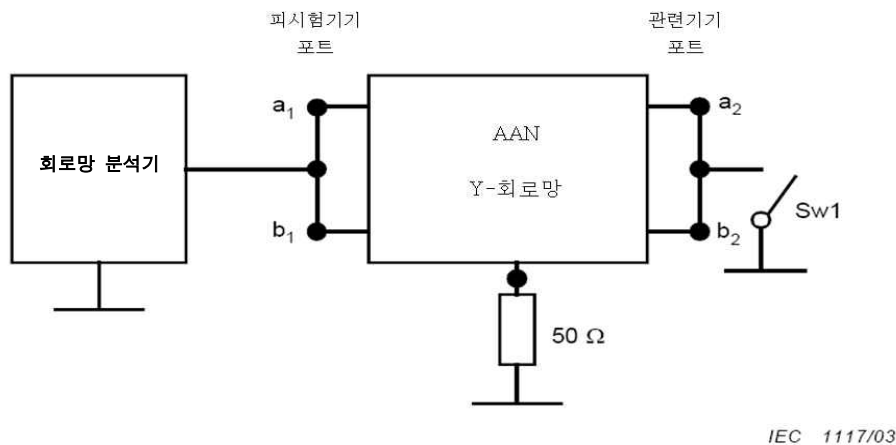 피시험기기
포트
관련기기
포트
a1
a2
AAN
회로망 분석기
Y-회로망
b1
b2
Sw1
50 Ω
IEC 1117/03